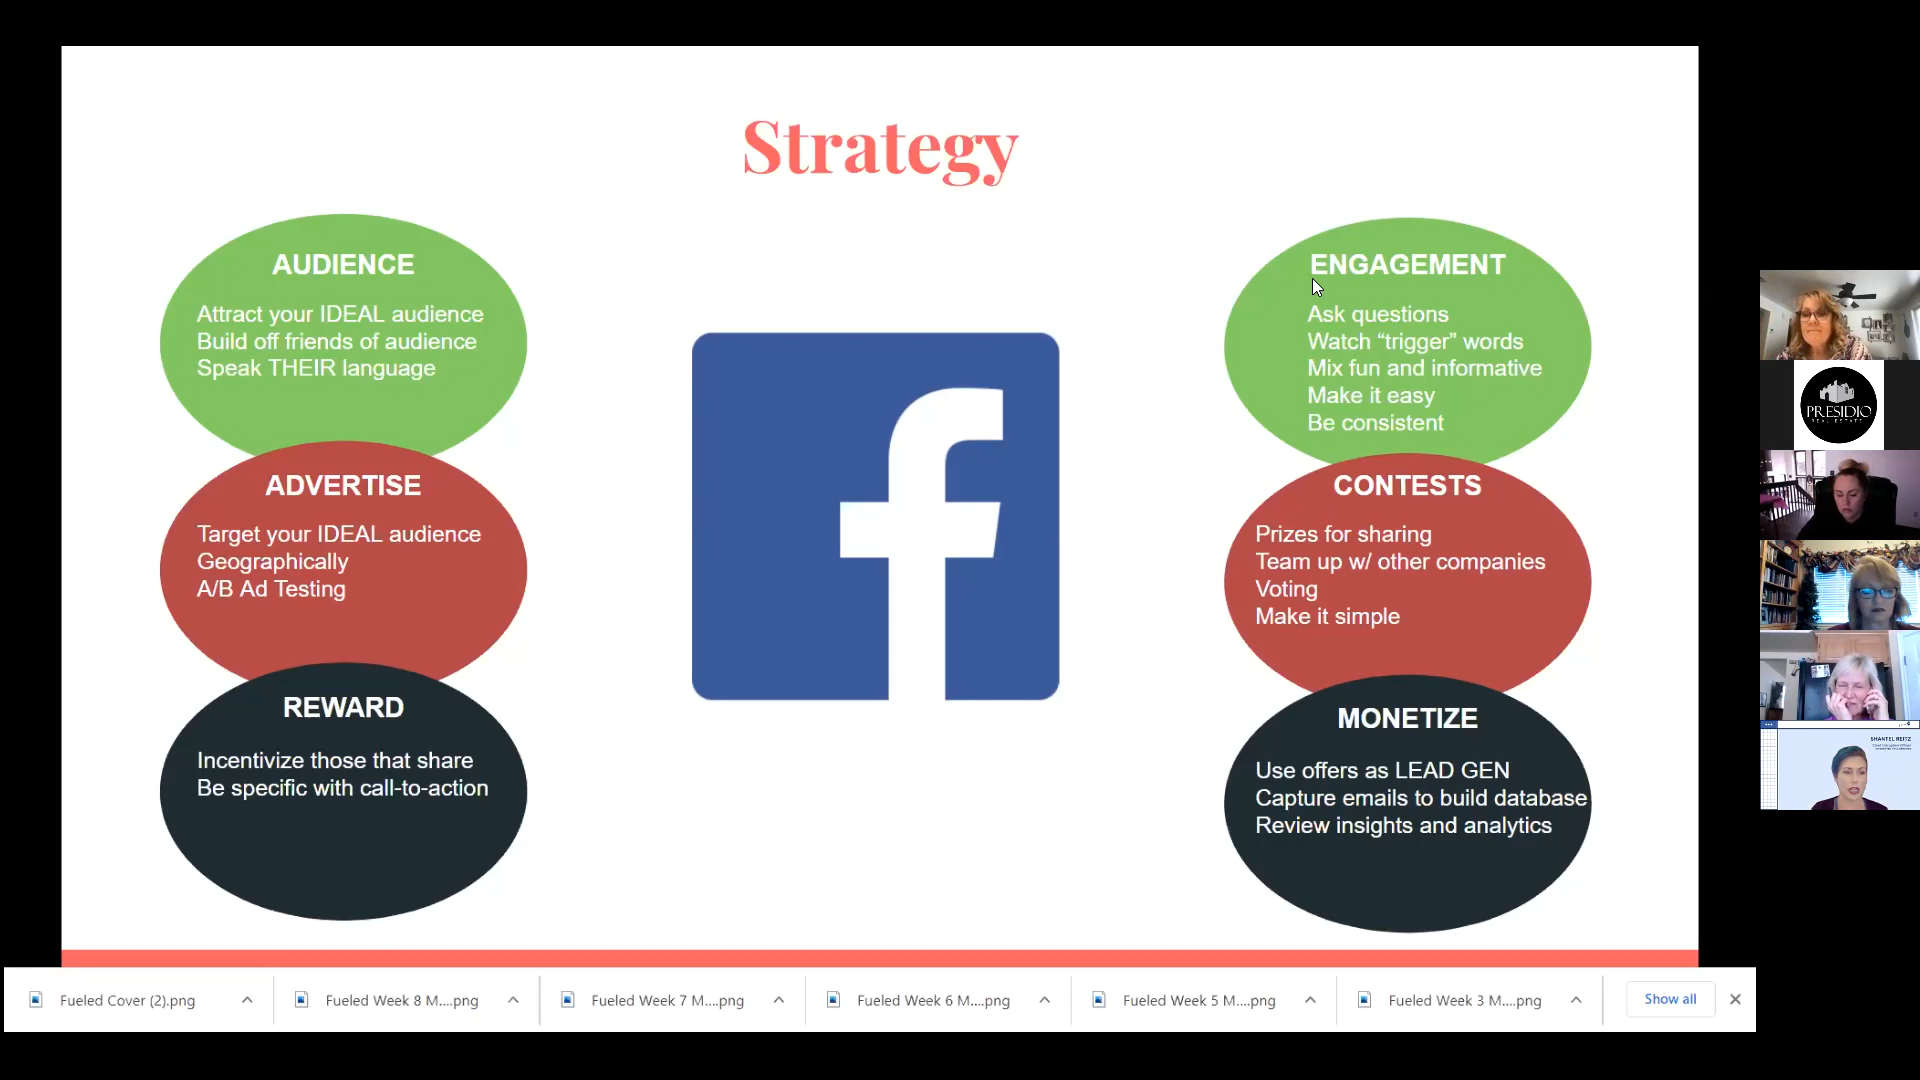 Strategy
AUDIENCE
Attract your IDEAL audience
Build off friends of audience
Speak THEIR language
ADVERTISE
Target your IDEAL audience
Geographically
A/B Ad Testing
REWARD
Incentivize those that share
Be specific with call-to-action
ENGAGEMENT
Ask questions
Watch “trigger” words
Mix fun and informative
Make it easy
Be consistent
CONTESTS
Prizes for sharing
Team up w/ other companies
Voting
Make it simple
MONETIZE
Use offers as LEAD GEN
Capture emails to build database
Review insights and analytics
PRESIDIO
REAL ESTATE
SHANTEL REITZ
Fueled Cover (2).png
Fueled Week 8 M....png
Fueled Week 7 M....png
Fueled Week 6 M....png
Fueled Week 5 M....png
Fueled Week 3 M....png
Show all